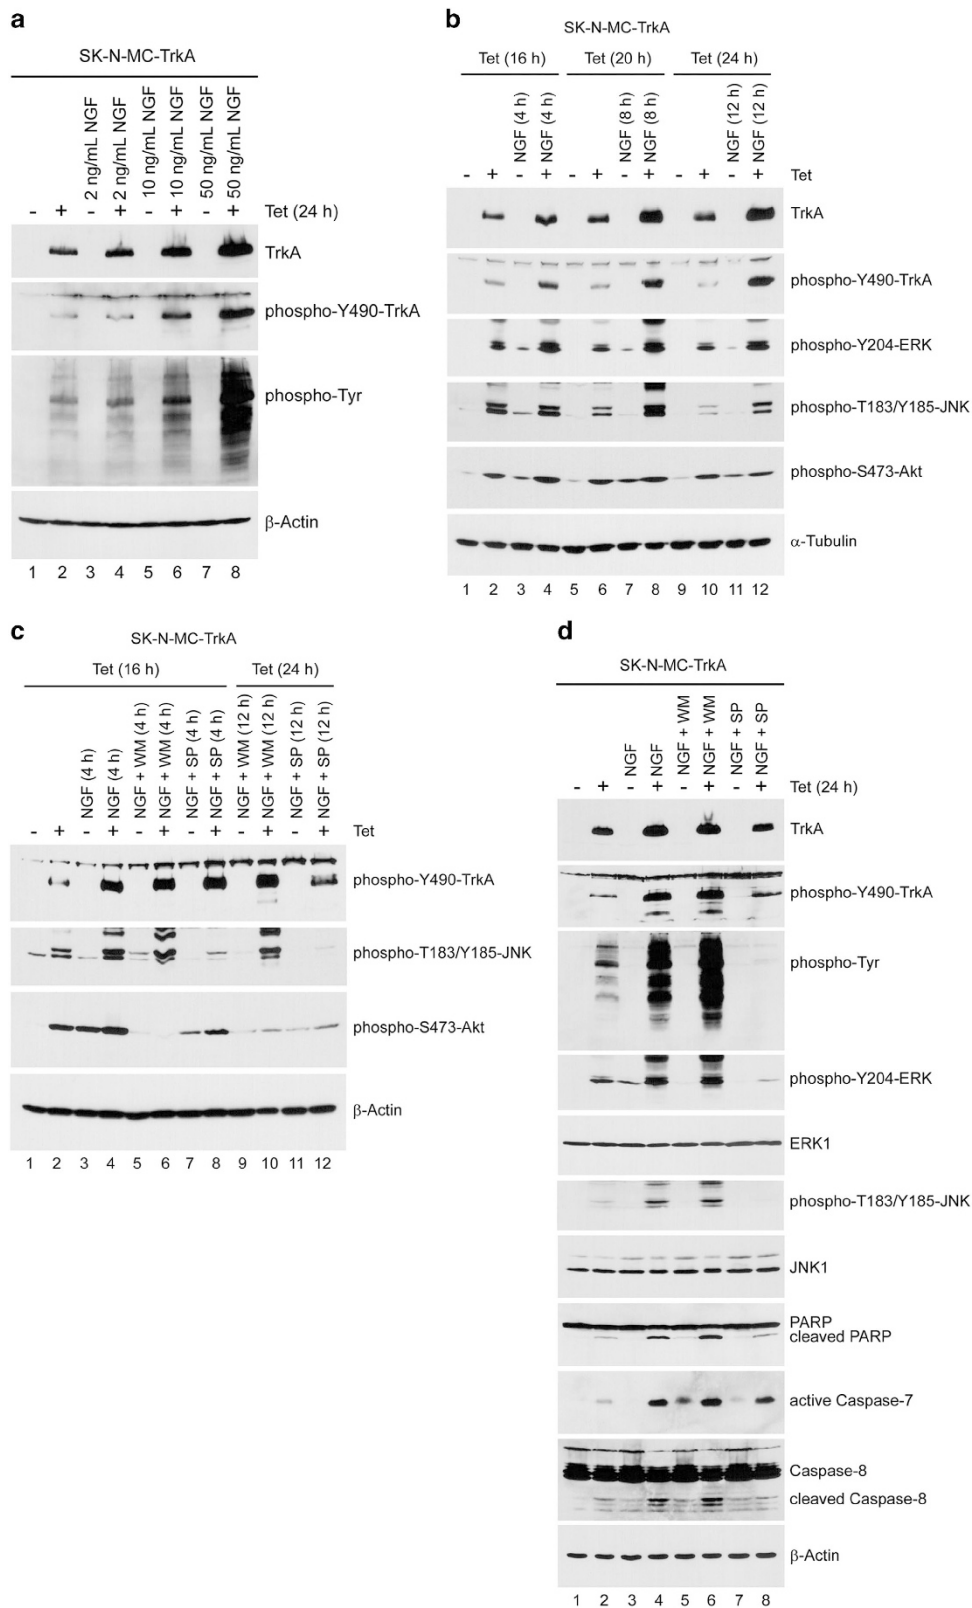 a
SK-N-MC-TrkA
2 ng/mL NGF
2 ng/mL NGF
10 ng/mL NGF
10 ng/mL NGF
50 ng/mL NGF
50 ng/mL NGF
- + - + - + - + Tet (24 h)
TrkA
phospho-Y490-TrkA
phospho-Tyr
β-Actin
1 2 3 4 5 6 7 8
b
SK-N-MC-TrkA
Tet (16 h) Tet (20 h) Tet (24 h)
NGF (4 h)
NGF (4 h)
NGF (8 h)
NGF (8 h)
NGF (12 h)
NGF (12 h)
- + - + - + - + - + - + Tet
TrkA
phospho-Y490-TrkA
phospho-Y204-ERK
phospho-T183/Y185-JNK
phospho-S473-Akt
α-Tubulin
1 2 3 4 5 6 7 8 9 10 11 12
c
SK-N-MC-TrkA
Tet (16 h) Tet (24 h)
NGF (4 h)
NGF (4 h)
NGF + WM (4 h)
NGF + WM (4 h)
NGF + SP (4 h)
NGF + SP (4 h)
NGF + WM (12 h)
NGF + WM (12 h)
NGF + SP (12 h)
NGF + SP (12 h)
- + - + - + - + - + - + Tet
phospho-Y490-TrkA
phospho-T183/Y185-JNK
phospho-S473-Akt
β-Actin
1 2 3 4 5 6 7 8 9 10 11 12
d
SK-N-MC-TrkA
NGF
NGF
NGF + WM
NGF + WM
NGF + SP
NGF + SP
- + - + - + - + Tet (24 h)
TrkA
phospho-Y490-TrkA
phospho-Tyr
phospho-Y204-ERK
ERK1
phospho-T183/Y185-JNK
JNK1
PARP
cleaved PARP
active Caspase-7
Caspase-8
cleaved Caspase-8
β-Actin
1 2 3 4 5 6 7 8